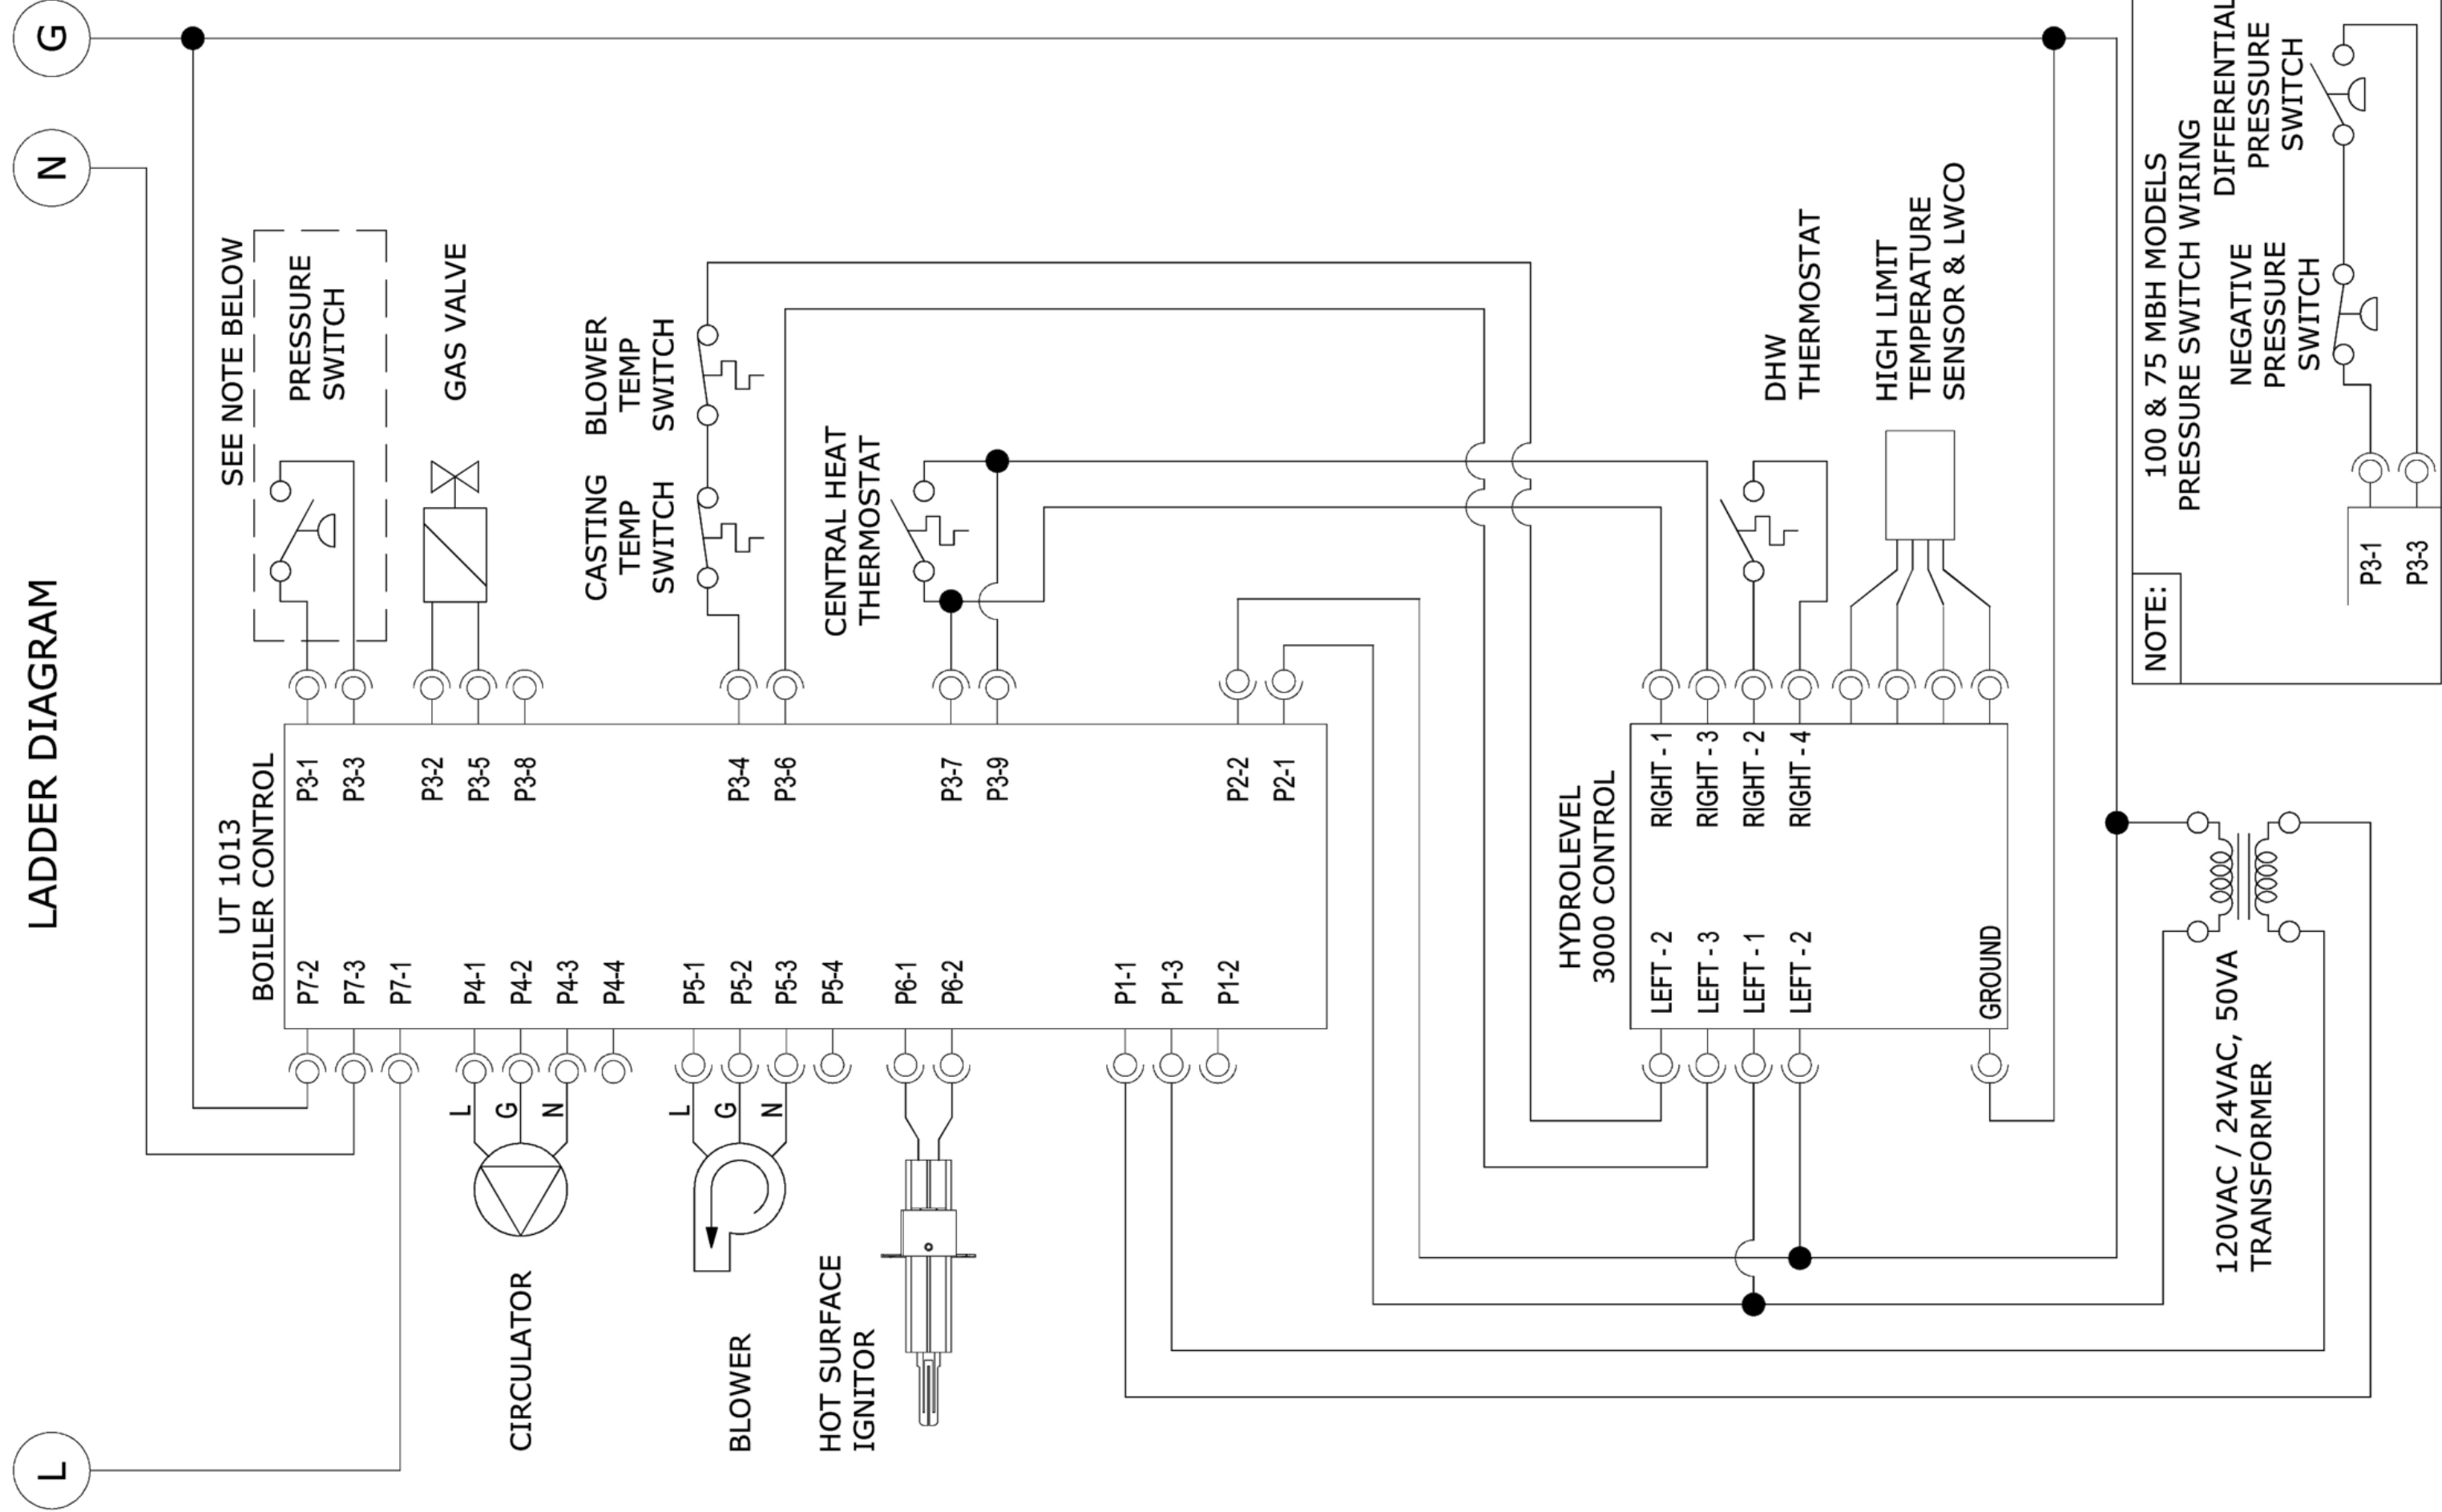 LADDER DIAGRAM
L
N
G
UT 1013
BOILER CONTROL
SEE NOTE BELOW
PRESSURE
SWITCH
GAS VALVE
P7-2
P7-3
P7-1
P4-1
P4-2
P4-3
P4-4
P5-1
P5-2
P5-3
P5-4
P6-1
P6-2
P1-1
P1-3
P1-2
P3-1
P3-3
P3-2
P3-5
P3-8
P3-4
P3-6
P3-7
P3-9
P2-2
P2-1
L
G
N
CIRCULATOR
L
G
N
BLOWER
HOT SURFACE
IGNITOR
CASTING
TEMP
SWITCH
BLOWER
TEMP
SWITCH
CENTRAL HEAT
THERMOSTAT
HYDROLEVEL
3000 CONTROL
LEFT - 2
LEFT - 3
LEFT - 1
LEFT - 2
GROUND
RIGHT - 1
RIGHT - 3
RIGHT - 2
RIGHT - 4
DHW
THERMOSTAT
HIGH LIMIT
TEMPERATURE
SENSOR & LWCO
120VAC / 24VAC, 50VA
TRANSFORMER
NOTE:
100 & 75 MBH MODELS
PRESSURE SWITCH WIRING
NEGATIVE
PRESSURE
SWITCH
DIFFERENTIAL
PRESSURE
SWITCH
P3-1
P3-3